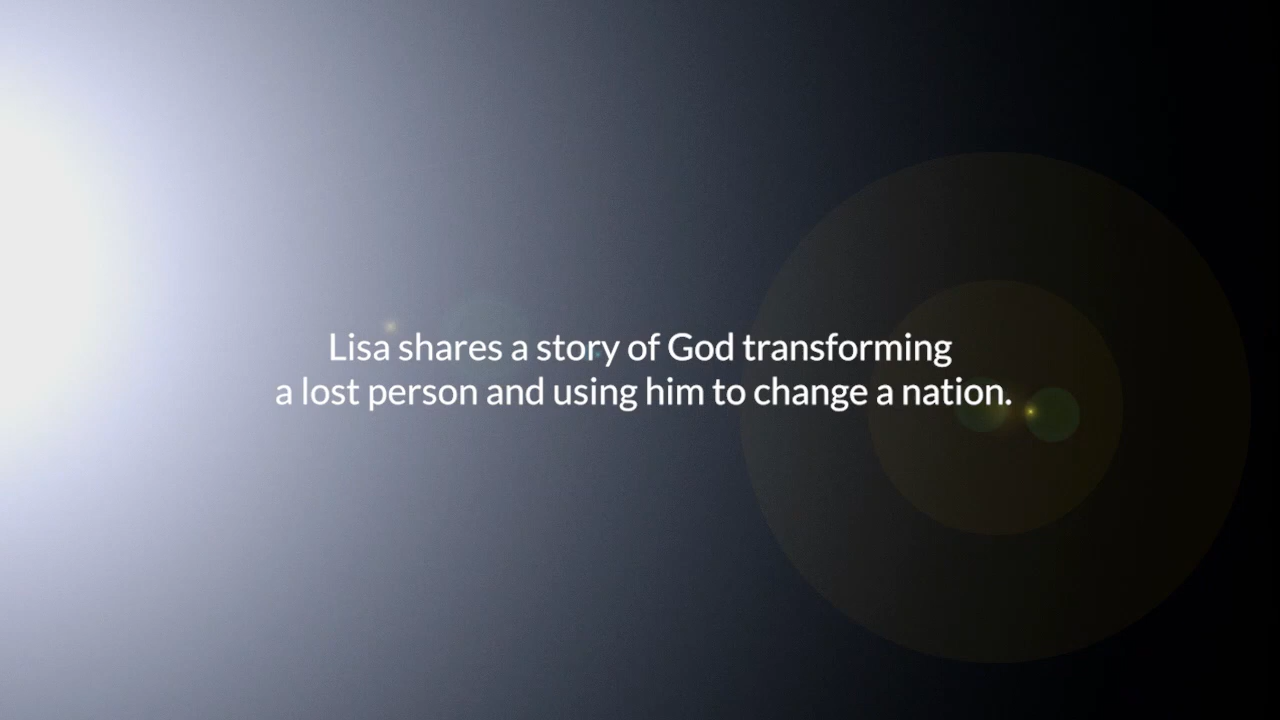 Lisa shares a story of God transforming
a lost person and using him to change a nation.